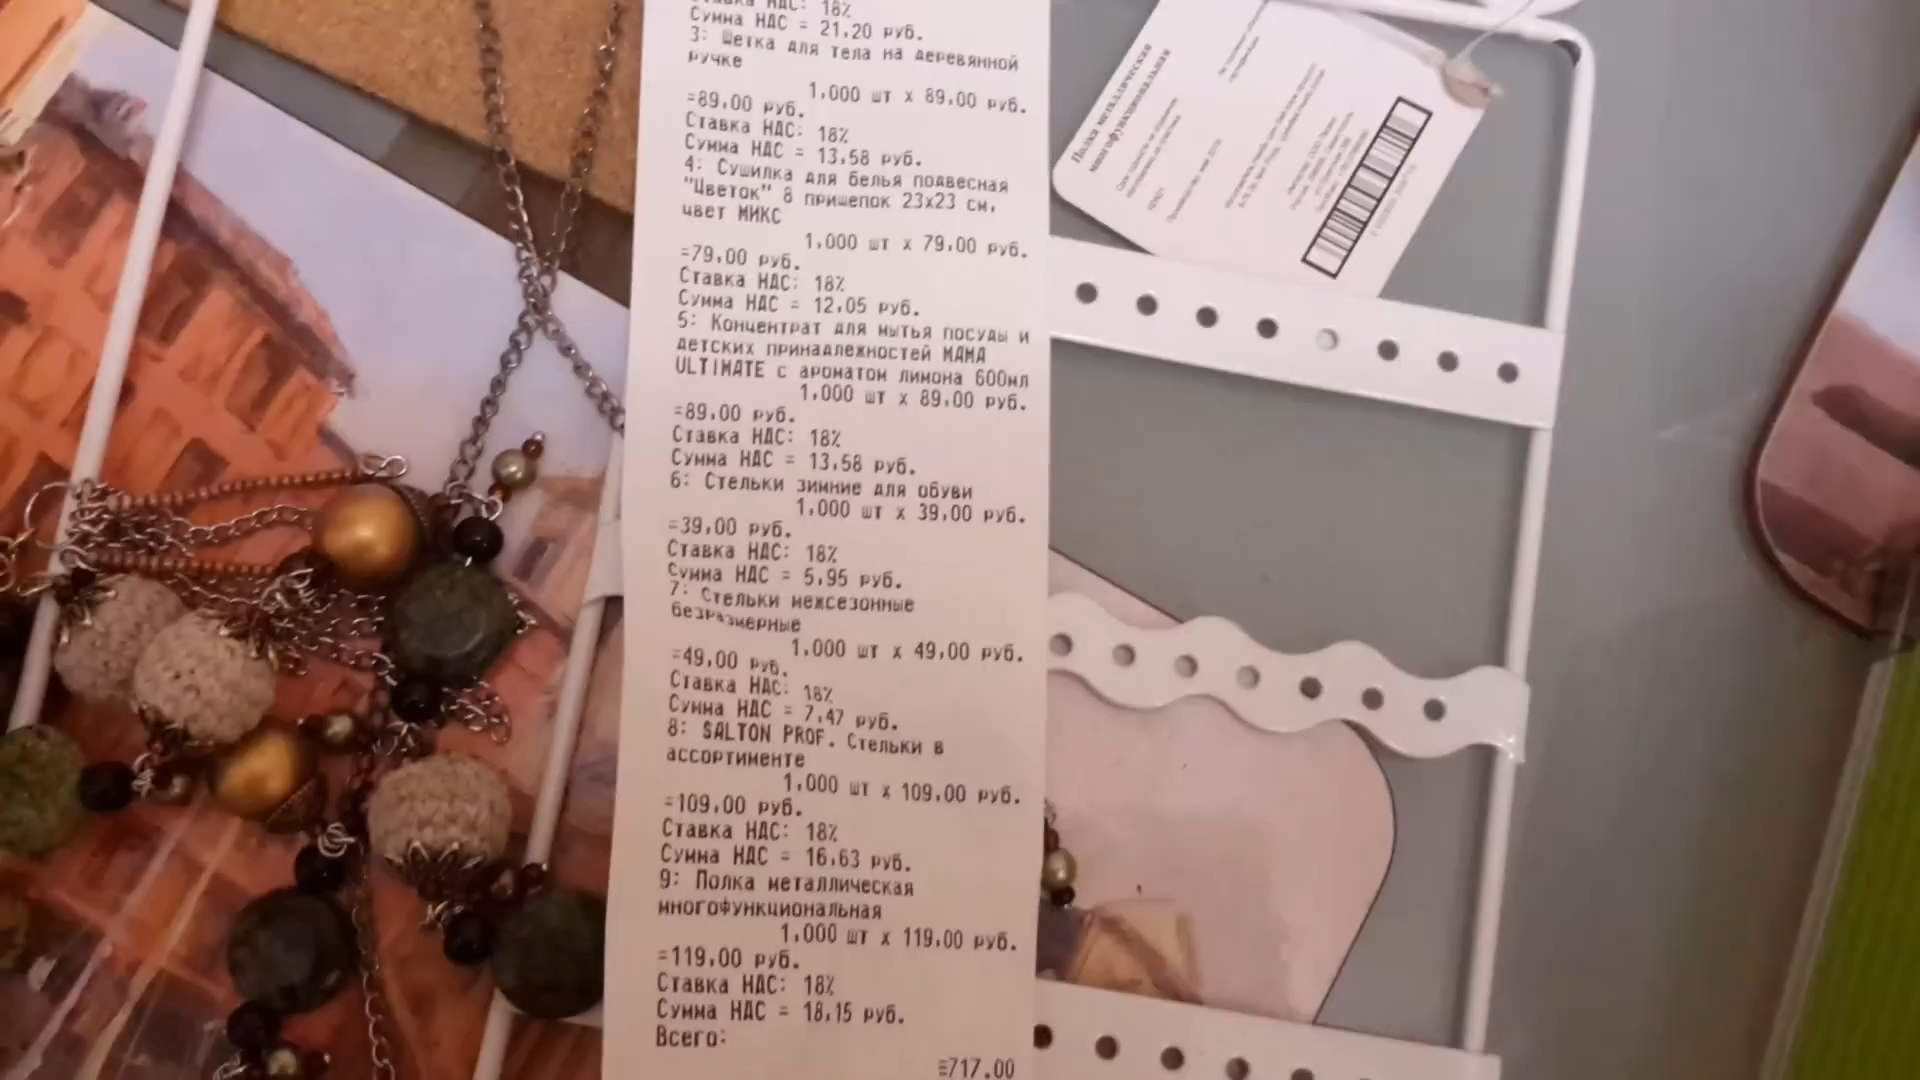 Ставка НДС: 18%
Сумма НДС = 21,20 руб.
3: Щетка для тела на деревянной
ручке
1,000 шт x 89,00 руб.
=89,00 руб.
Ставка НДС: 18%
Сумма НДС = 13,58 руб.
4: Сушилка для белья подвесная
"Цветок" 8 прищепок 23x23 см,
цвет МИКС
1,000 шт x 79,00 руб.
=79,00 руб.
Ставка НДС: 18%
Сумма НДС = 12,05 руб.
5: Концентрат для мытья посуды и
детских принадлежностей МАМА
ULTIMATE с ароматом лимона 600мл
1,000 шт x 89,00 руб.
=89,00 руб.
Ставка НДС: 18%
Сумма НДС = 13,58 руб.
6: Стельки зимние для обуви
1,000 шт x 39,00 руб.
=39,00 руб.
Ставка НДС: 18%
Сумма НДС = 5,95 руб.
7: Стельки межсезонные
безразмерные
1,000 шт x 49,00 руб.
=49,00 руб.
Ставка НДС: 18%
Сумма НДС = 7,47 руб.
8: SALTON PROF. Стельки в
ассортименте
1,000 шт x 109,00 руб.
=109,00 руб.
Ставка НДС: 18%
Сумма НДС = 16,63 руб.
9: Полка металлическая
многофункциональная
1,000 шт x 119,00 руб.
=119,00 руб.
Ставка НДС: 18%
Сумма НДС = 18,15 руб.
Всего:
=717.00
Полка металлическая
многофункциональная